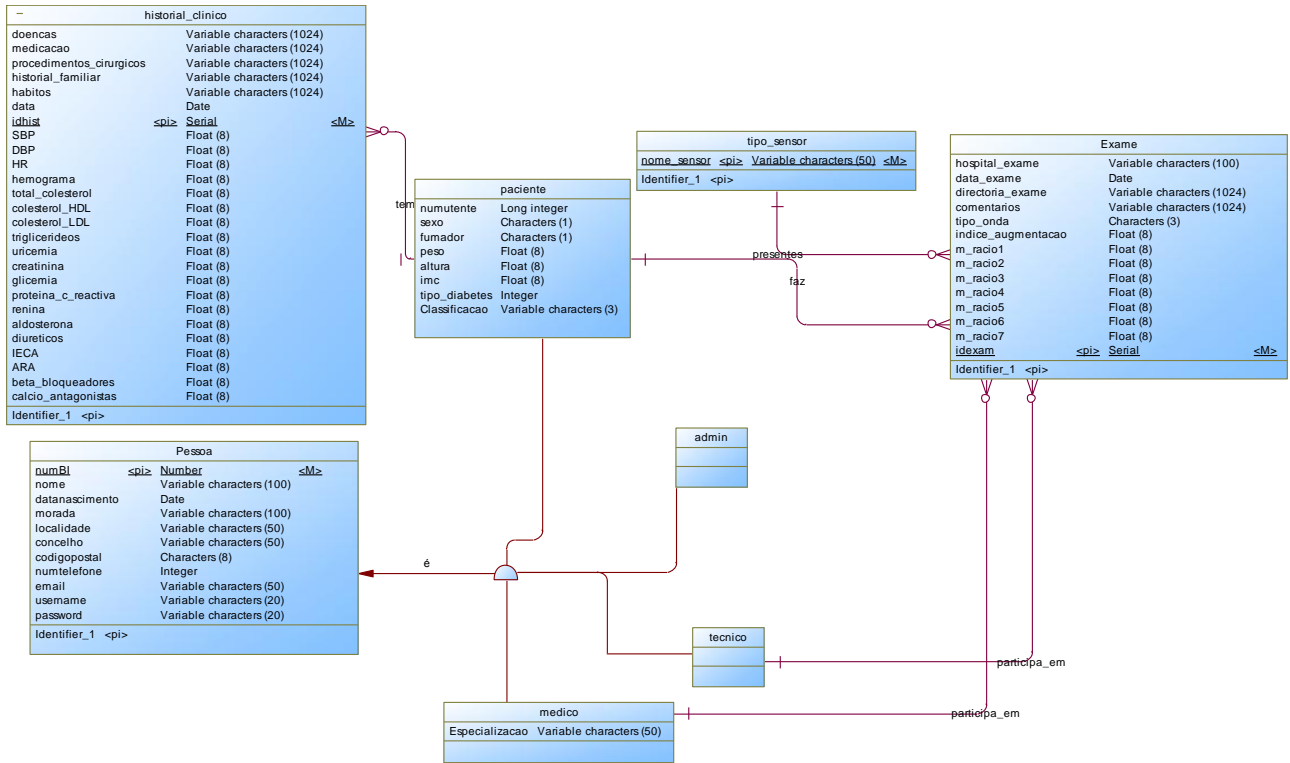 historial_clinico
doencas Variable characters (1024)
medicacao Variable characters (1024)
procedimentos_cirurgicos Variable characters (1024)
historial_familiar Variable characters (1024)
habitos Variable characters (1024)
data Date
idhist <pi> Serial <M>
SBP Float (8)
DBP Float (8)
HR Float (8)
hemograma Float (8)
total_colesterol Float (8)
colesterol_HDL Float (8)
colesterol_LDL Float (8)
triglicerideos Float (8)
uricemia Float (8)
creatinina Float (8)
glicemia Float (8)
proteina_c_reactiva Float (8)
renina Float (8)
aldosterona Float (8)
diureticos Float (8)
IECA Float (8)
ARA Float (8)
beta_bloqueadores Float (8)
calcio_antagonistas Float (8)
Identifier_1 <pi>
tem
paciente
numutente Long integer
sexo Characters (1)
fumador Characters (1)
peso Float (8)
altura Float (8)
imc Float (8)
tipo_diabetes Integer
Classificacao Variable characters (3)
tipo_sensor
nome_sensor <pi> Variable characters (50) <M>
Identifier_1 <pi>
presentes
faz
Exame
hospital_exame Variable characters (100)
data_exame Date
directoria_exame Variable characters (1024)
comentarios Variable characters (1024)
tipo_onda Characters (3)
indice_augmentacao Float (8)
m_racio1 Float (8)
m_racio2 Float (8)
m_racio3 Float (8)
m_racio4 Float (8)
m_racio5 Float (8)
m_racio6 Float (8)
m_racio7 Float (8)
idexam <pi> Serial <M>
Identifier_1 <pi>
Pessoa
numBI <pi> Number <M>
nome Variable characters (100)
datanascimento Date
morada Variable characters (100)
localidade Variable characters (50)
concelho Variable characters (50)
codigopostal Characters (8)
numtelefone Integer
email Variable characters (50)
username Variable characters (20)
password Variable characters (20)
Identifier_1 <pi>
é
admin
tecnico
participa_em
medico
Especializacao Variable characters (50)
participa_em